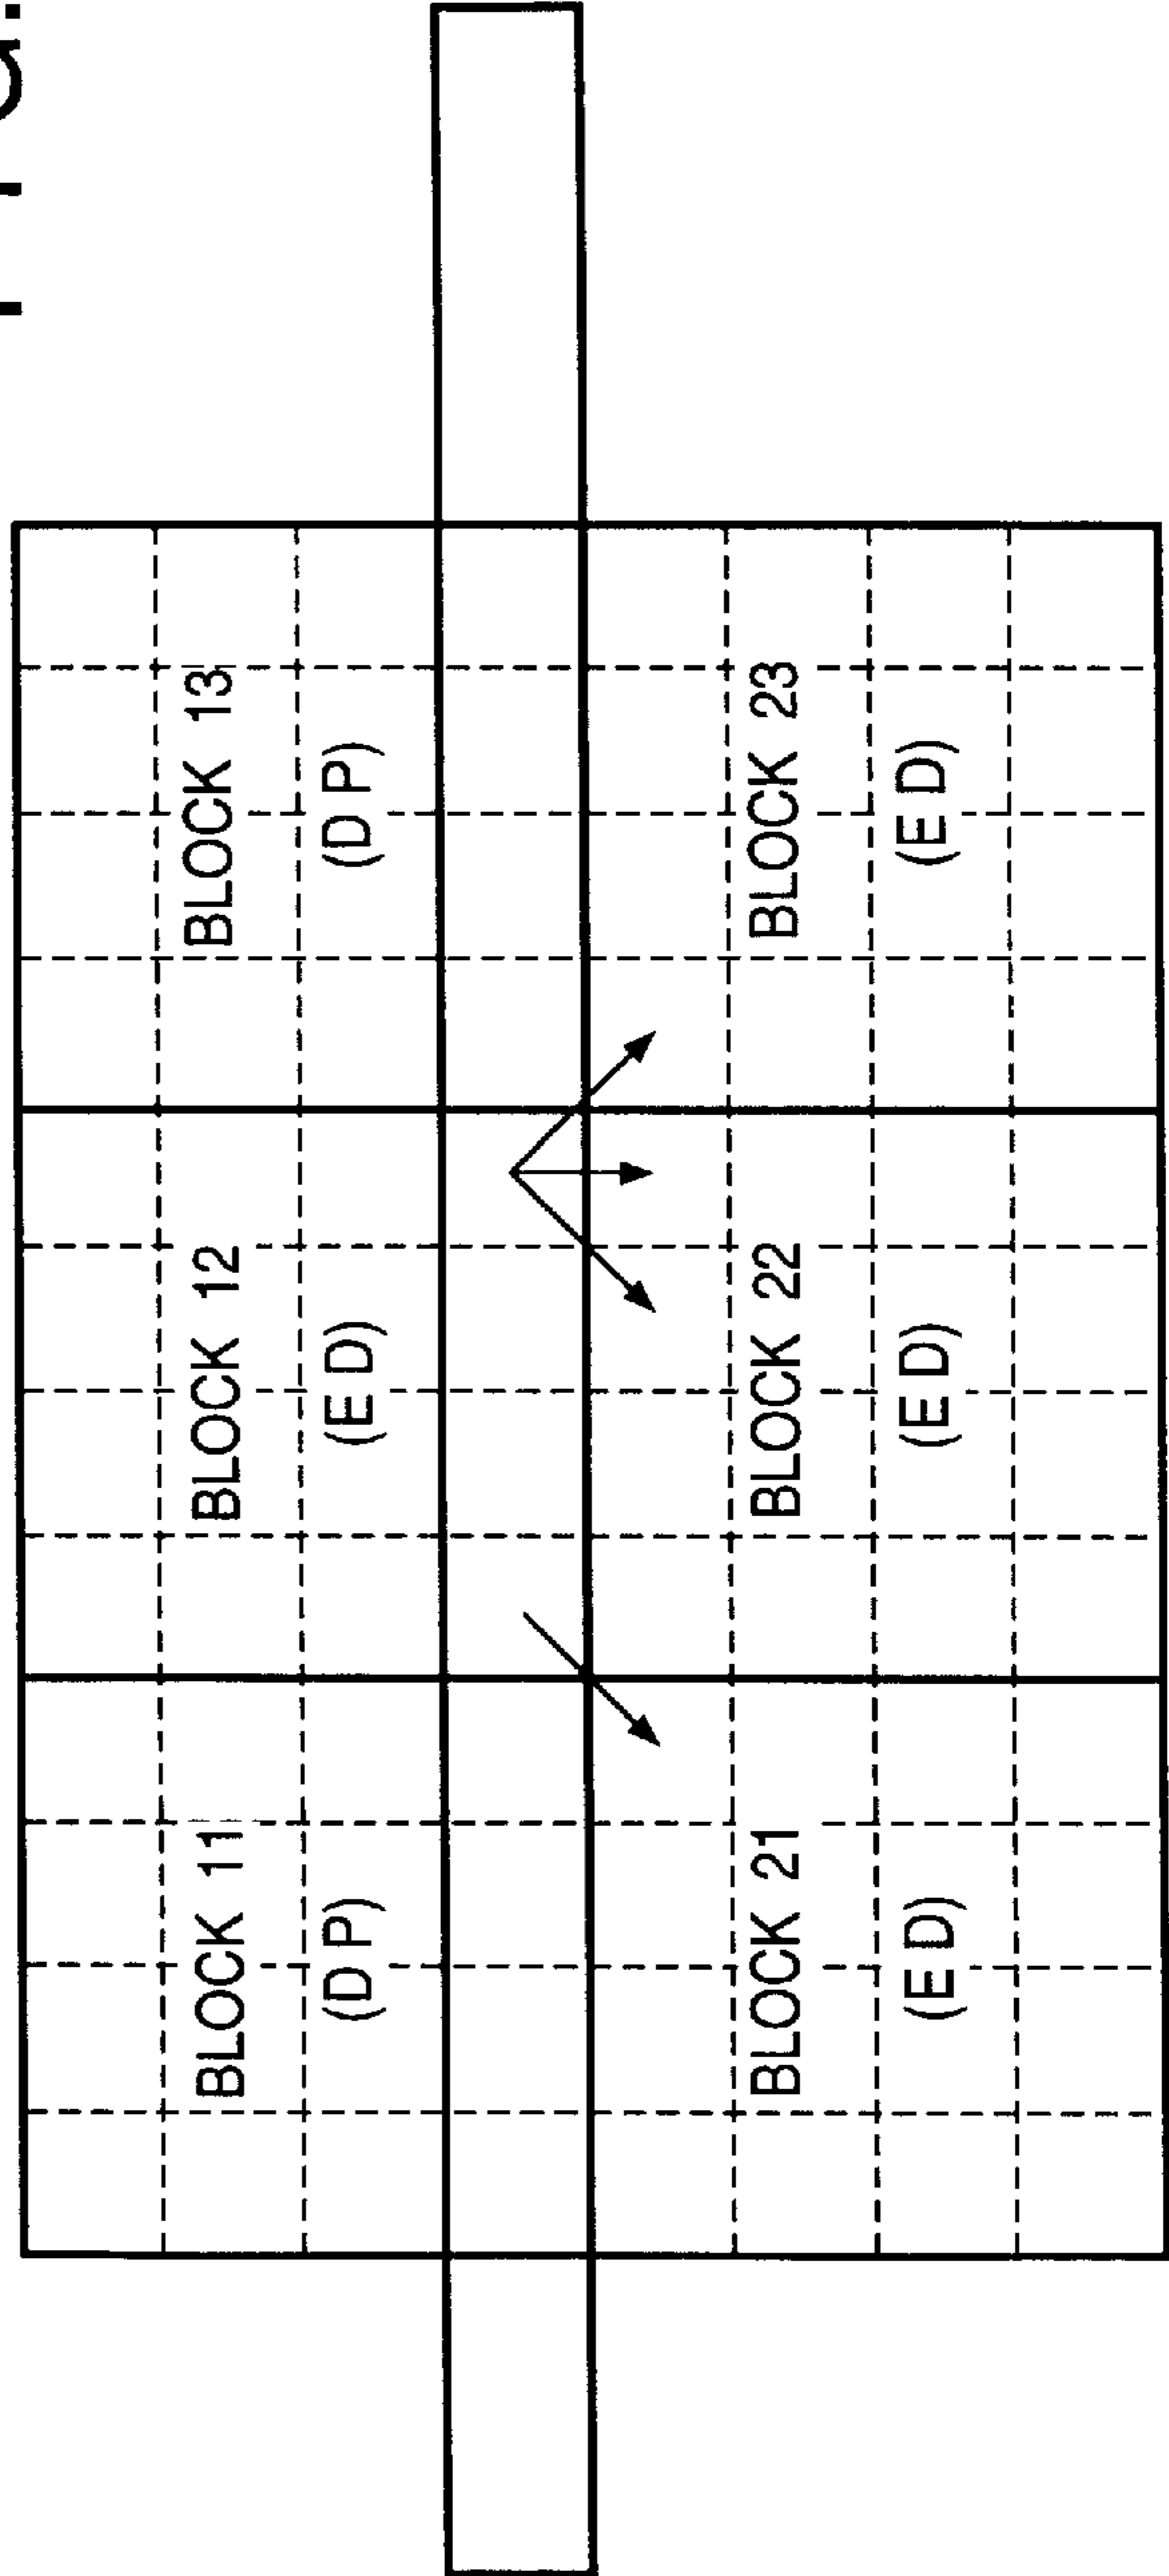 BLOCK 11
(D P)
BLOCK 12
(E D)
BLOCK 13
(D P)
BLOCK 21
(E D)
BLOCK 22
(E D)
BLOCK 23
(E D)